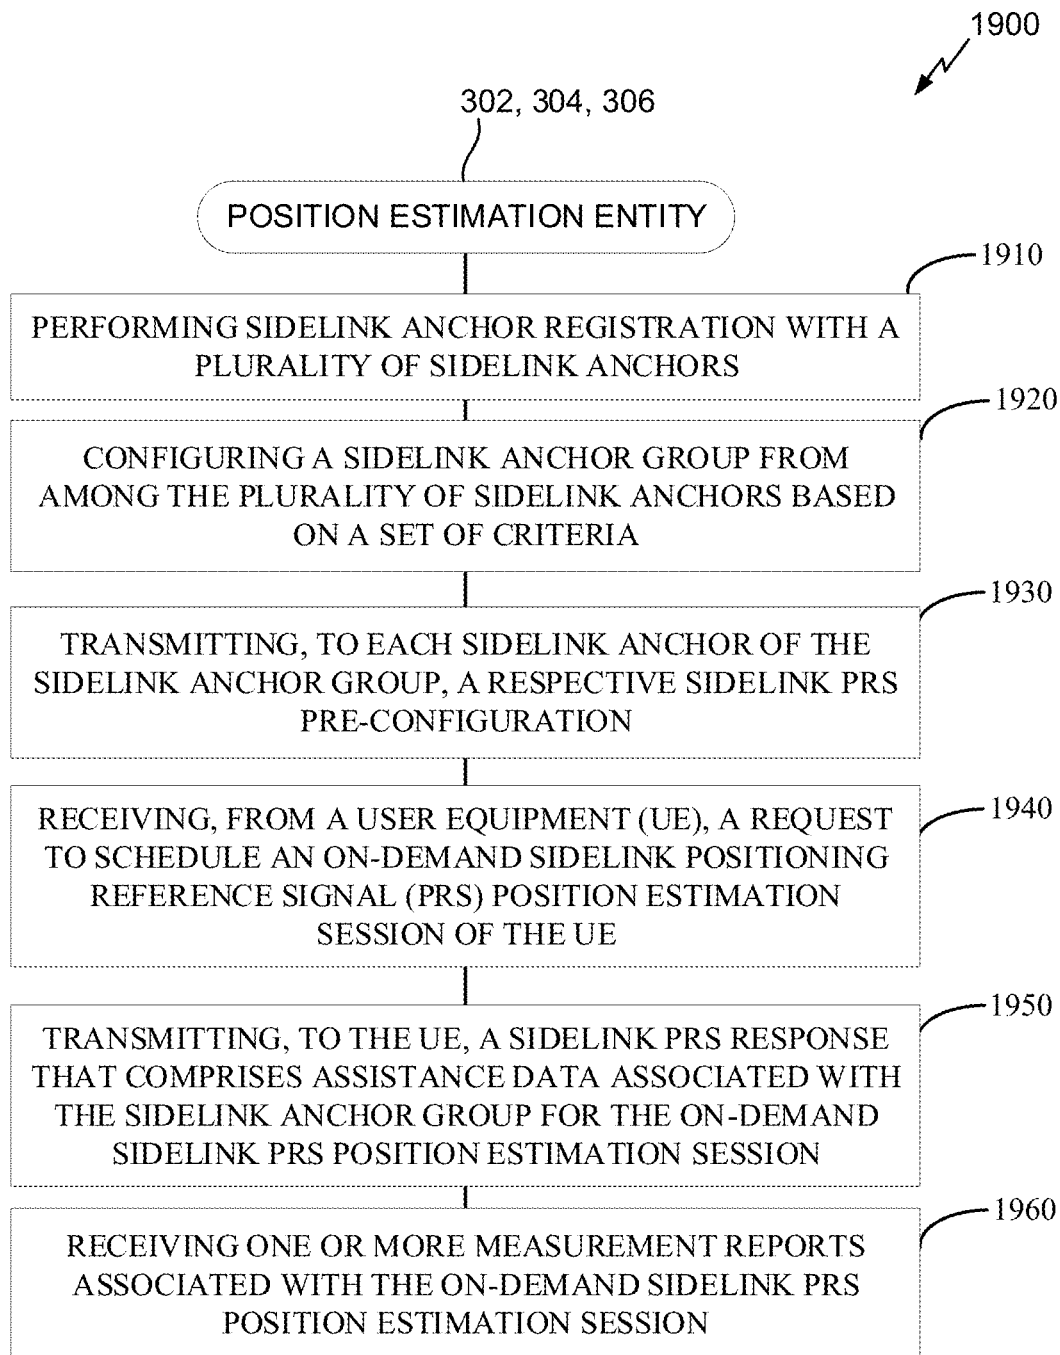 1900
302, 304, 306
POSITION ESTIMATION ENTITY
1910
PERFORMING SIDELINK ANCHOR REGISTRATION WITH A
PLURALITY OF SIDELINK ANCHORS
1920
CONFIGURING A SIDELINK ANCHOR GROUP FROM
AMONG THE PLURALITY OF SIDELINK ANCHORS BASED
ON A SET OF CRITERIA
1930
TRANSMITTING, TO EACH SIDELINK ANCHOR OF THE
SIDELINK ANCHOR GROUP, A RESPECTIVE SIDELINK PRS
PRE-CONFIGURATION
1940
RECEIVING, FROM A USER EQUIPMENT (UE), A REQUEST
TO SCHEDULE AN ON-DEMAND SIDELINK POSITIONING
REFERENCE SIGNAL (PRS) POSITION ESTIMATION
SESSION OF THE UE
1950
TRANSMITTING, TO THE UE, A SIDELINK PRS RESPONSE
THAT COMPRISES ASSISTANCE DATA ASSOCIATED WITH
THE SIDELINK ANCHOR GROUP FOR THE ON-DEMAND
SIDELINK PRS POSITION ESTIMATION SESSION
1960
RECEIVING ONE OR MORE MEASUREMENT REPORTS
ASSOCIATED WITH THE ON-DEMAND SIDELINK PRS
POSITION ESTIMATION SESSION